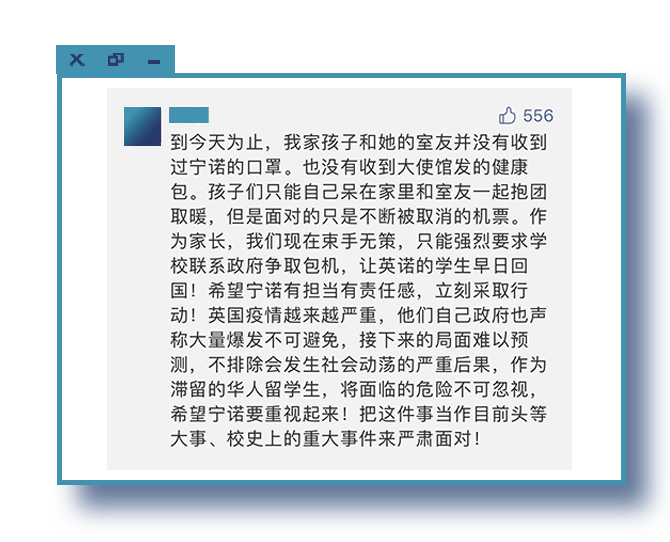 556
到今天为止，我家孩子和她的室友并没有收到
过宁诺的口罩。也没有收到大使馆发的健康
包。孩子们只能自己呆在家里和室友一起抱团
取暖，但是面对的只是不断被取消的机票。作
为家长，我们现在束手无策，只能强烈要求学
校联系政府争取包机，让英诺的学生早日回
国！希望宁诺有担当有责任感，立刻采取行
动！英国疫情越来越严重，他们自己政府也声
称大量爆发不可避免，接下来的局面难以预
测，不排除会发生社会动荡的严重后果，作为
滞留的华人留学生，将面临的危险不可忽视，
希望宁诺要重视起来！把这件事当作目前头等
大事、校史上的重大事件来严肃面对！